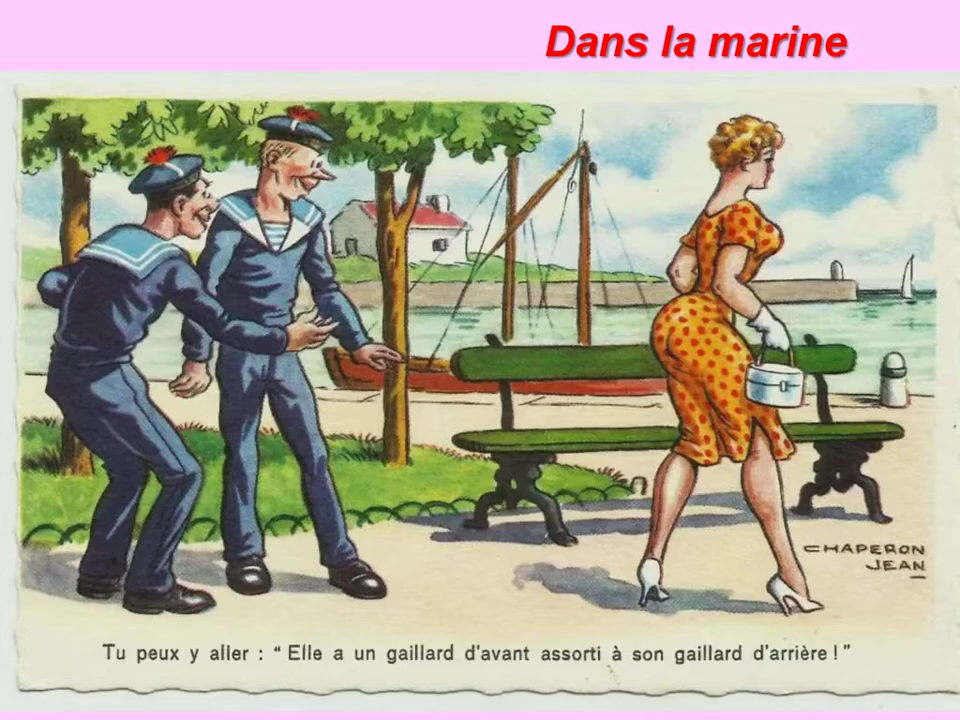 Dans la marine
CHAPERON
JEAN
Tu peux y aller : “ Elle a un gaillard d'avant assorti à son gaillard d'arrière ! ”